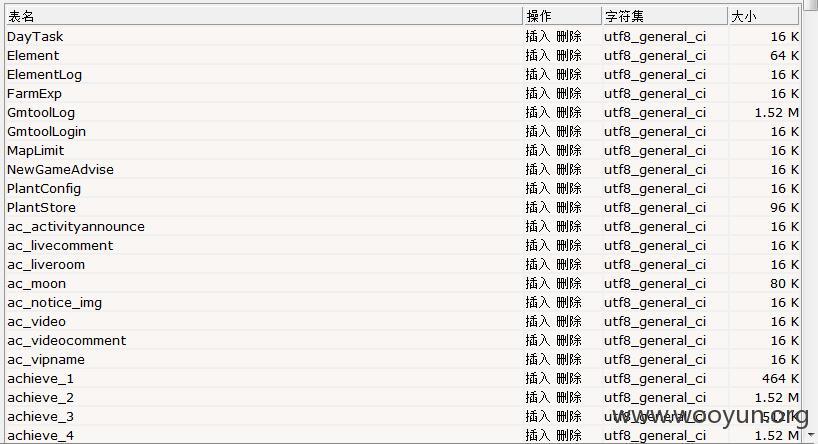 表名 操作 字符集 大小
DayTask 插入 删除 utf8_general_ci 16 K
Element 插入 删除 utf8_general_ci 64 K
ElementLog 插入 删除 utf8_general_ci 16 K
FarmExp 插入 删除 utf8_general_ci 16 K
GmtoolLog 插入 删除 utf8_general_ci 1.52 M
GmtoolLogin 插入 删除 utf8_general_ci 16 K
MapLimit 插入 删除 utf8_general_ci 16 K
NewGameAdvise 插入 删除 utf8_general_ci 16 K
PlantConfig 插入 删除 utf8_general_ci 16 K
PlantStore 插入 删除 utf8_general_ci 96 K
ac_activityannounce 插入 删除 utf8_general_ci 16 K
ac_livecomment 插入 删除 utf8_general_ci 16 K
ac_liveroom 插入 删除 utf8_general_ci 16 K
ac_moon 插入 删除 utf8_general_ci 80 K
ac_notice_img 插入 删除 utf8_general_ci 16 K
ac_video 插入 删除 utf8_general_ci 16 K
ac_videocomment 插入 删除 utf8_general_ci 16 K
ac_vipname 插入 删除 utf8_general_ci 16 K
achieve_1 插入 删除 utf8_general_ci 464 K
achieve_2 插入 删除 utf8_general_ci 1.52 M
achieve_3 插入 删除 utf8_general_ci 512 K
achieve_4 插入 删除 utf8_general_ci 1.52 M
www.wooyun.org